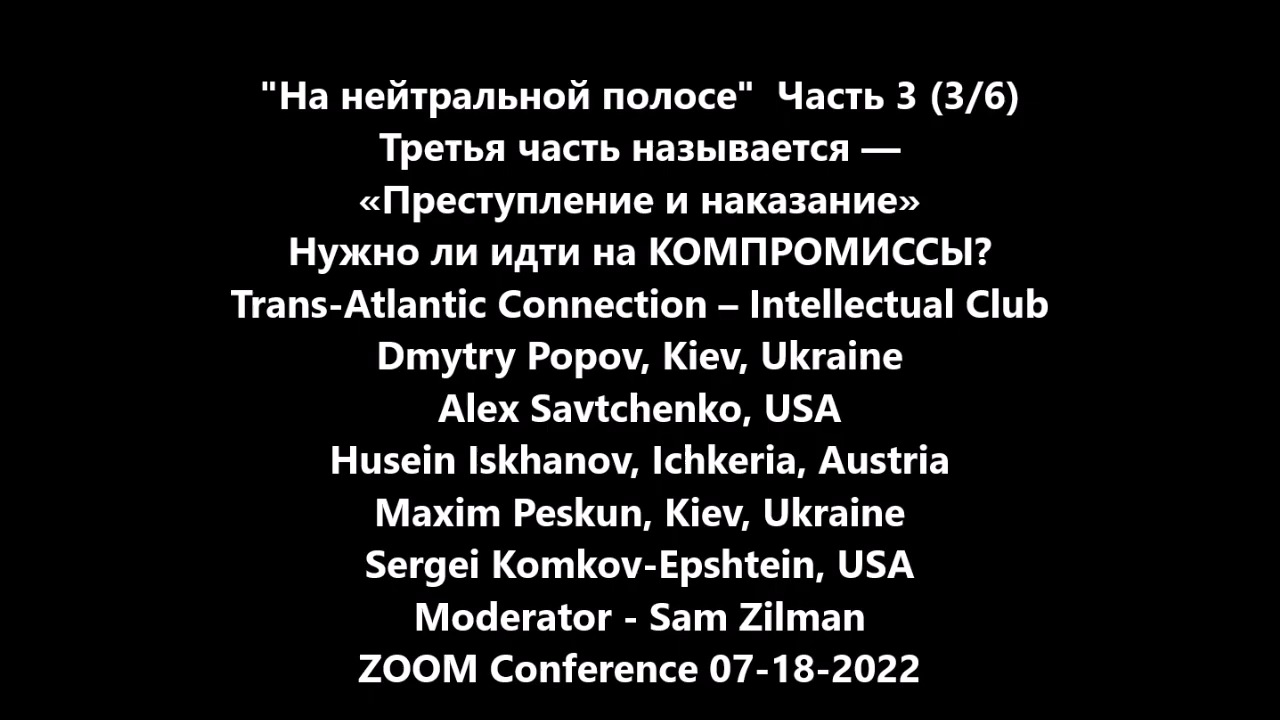 "На нейтральной полосе"  Часть 3 (3/6)
Третья часть называется —
«Преступление и наказание»
Нужно ли идти на КОМПРОМИССЫ?
Trans-Atlantic Connection – Intellectual Club
Dmytry Popov, Kiev, Ukraine
Alex Savtchenko, USA
Husein Iskhanov, Ichkeria, Austria
Maxim Peskun, Kiev, Ukraine
Sergei Komkov-Epshtein, USA
Moderator - Sam Zilman
ZOOM Conference 07-18-2022